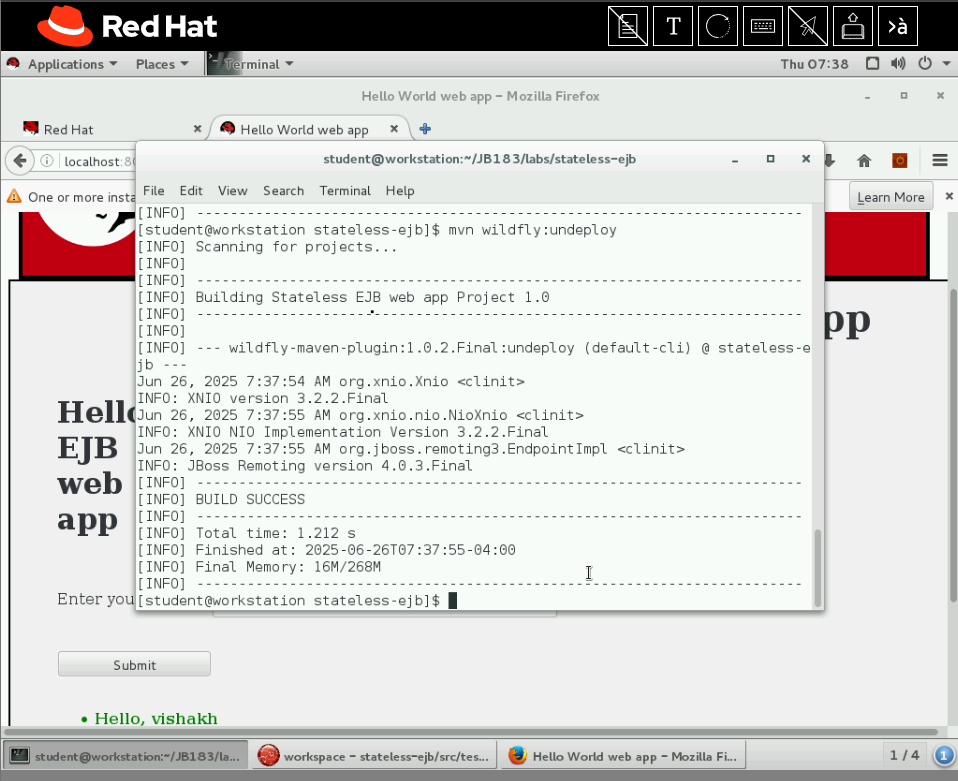 Red Hat
T
›à
Applications
Places
Terminal
Thu 07:38
Hello World web app – Mozilla Firefox
Red Hat
Hello World web app
localhost:80
student@workstation:~/JB183/labs/stateless-ejb
One or more insta
Learn More
File Edit View Search Terminal Help
[INFO] ------------------------------------------------------------------------
[student@workstation stateless-ejb]$ mvn wildfly:undeploy
[INFO] Scanning for projects...
[INFO]
[INFO] ------------------------------------------------------------------------
[INFO] Building Stateless EJB web app Project 1.0
[INFO] ------------------------------------------------------------------------
[INFO]
[INFO] --- wildfly-maven-plugin:1.0.2.Final:undeploy (default-cli) @ stateless-e
jb ---
Jun 26, 2025 7:37:54 AM org.xnio.Xnio <clinit>
INFO: XNIO version 3.2.2.Final
Jun 26, 2025 7:37:55 AM org.xnio.nio.NioXnio <clinit>
INFO: XNIO NIO Implementation Version 3.2.2.Final
Jun 26, 2025 7:37:55 AM org.jboss.remoting3.EndpointImpl <clinit>
INFO: JBoss Remoting version 4.0.3.Final
[INFO] ------------------------------------------------------------------------
[INFO] BUILD SUCCESS
[INFO] ------------------------------------------------------------------------
[INFO] Total time: 1.212 s
[INFO] Finished at: 2025-06-26T07:37:55-04:00
[INFO] Final Memory: 16M/268M
[INFO] ------------------------------------------------------------------------
[student@workstation stateless-ejb]$
pp
Hello
EJB
web
app
Enter you
Submit
• Hello, vishakh
student@workstation:~/JB183/la...
workspace – stateless-ejb/src/tes...
Hello World web app – Mozilla Fi...
1 / 4
1